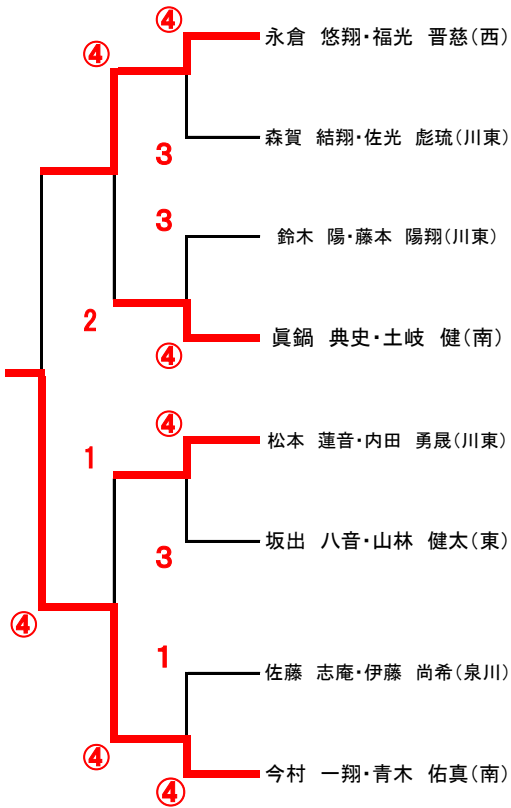 ④
永倉 悠翔・福光 晋慈(西)
④
森賀 結翔・佐光 彪琉(川東)
3
3
鈴木 陽・藤本 陽翔(川東)
2
眞鍋 典史・土岐 健(南)
④
④
松本 蓮音・内田 勇晟(川東)
1
坂出 八音・山林 健太(東)
3
④
1
佐藤 志庵・伊藤 尚希(泉川)
④
今村 一翔・青木 佑真(南)
④